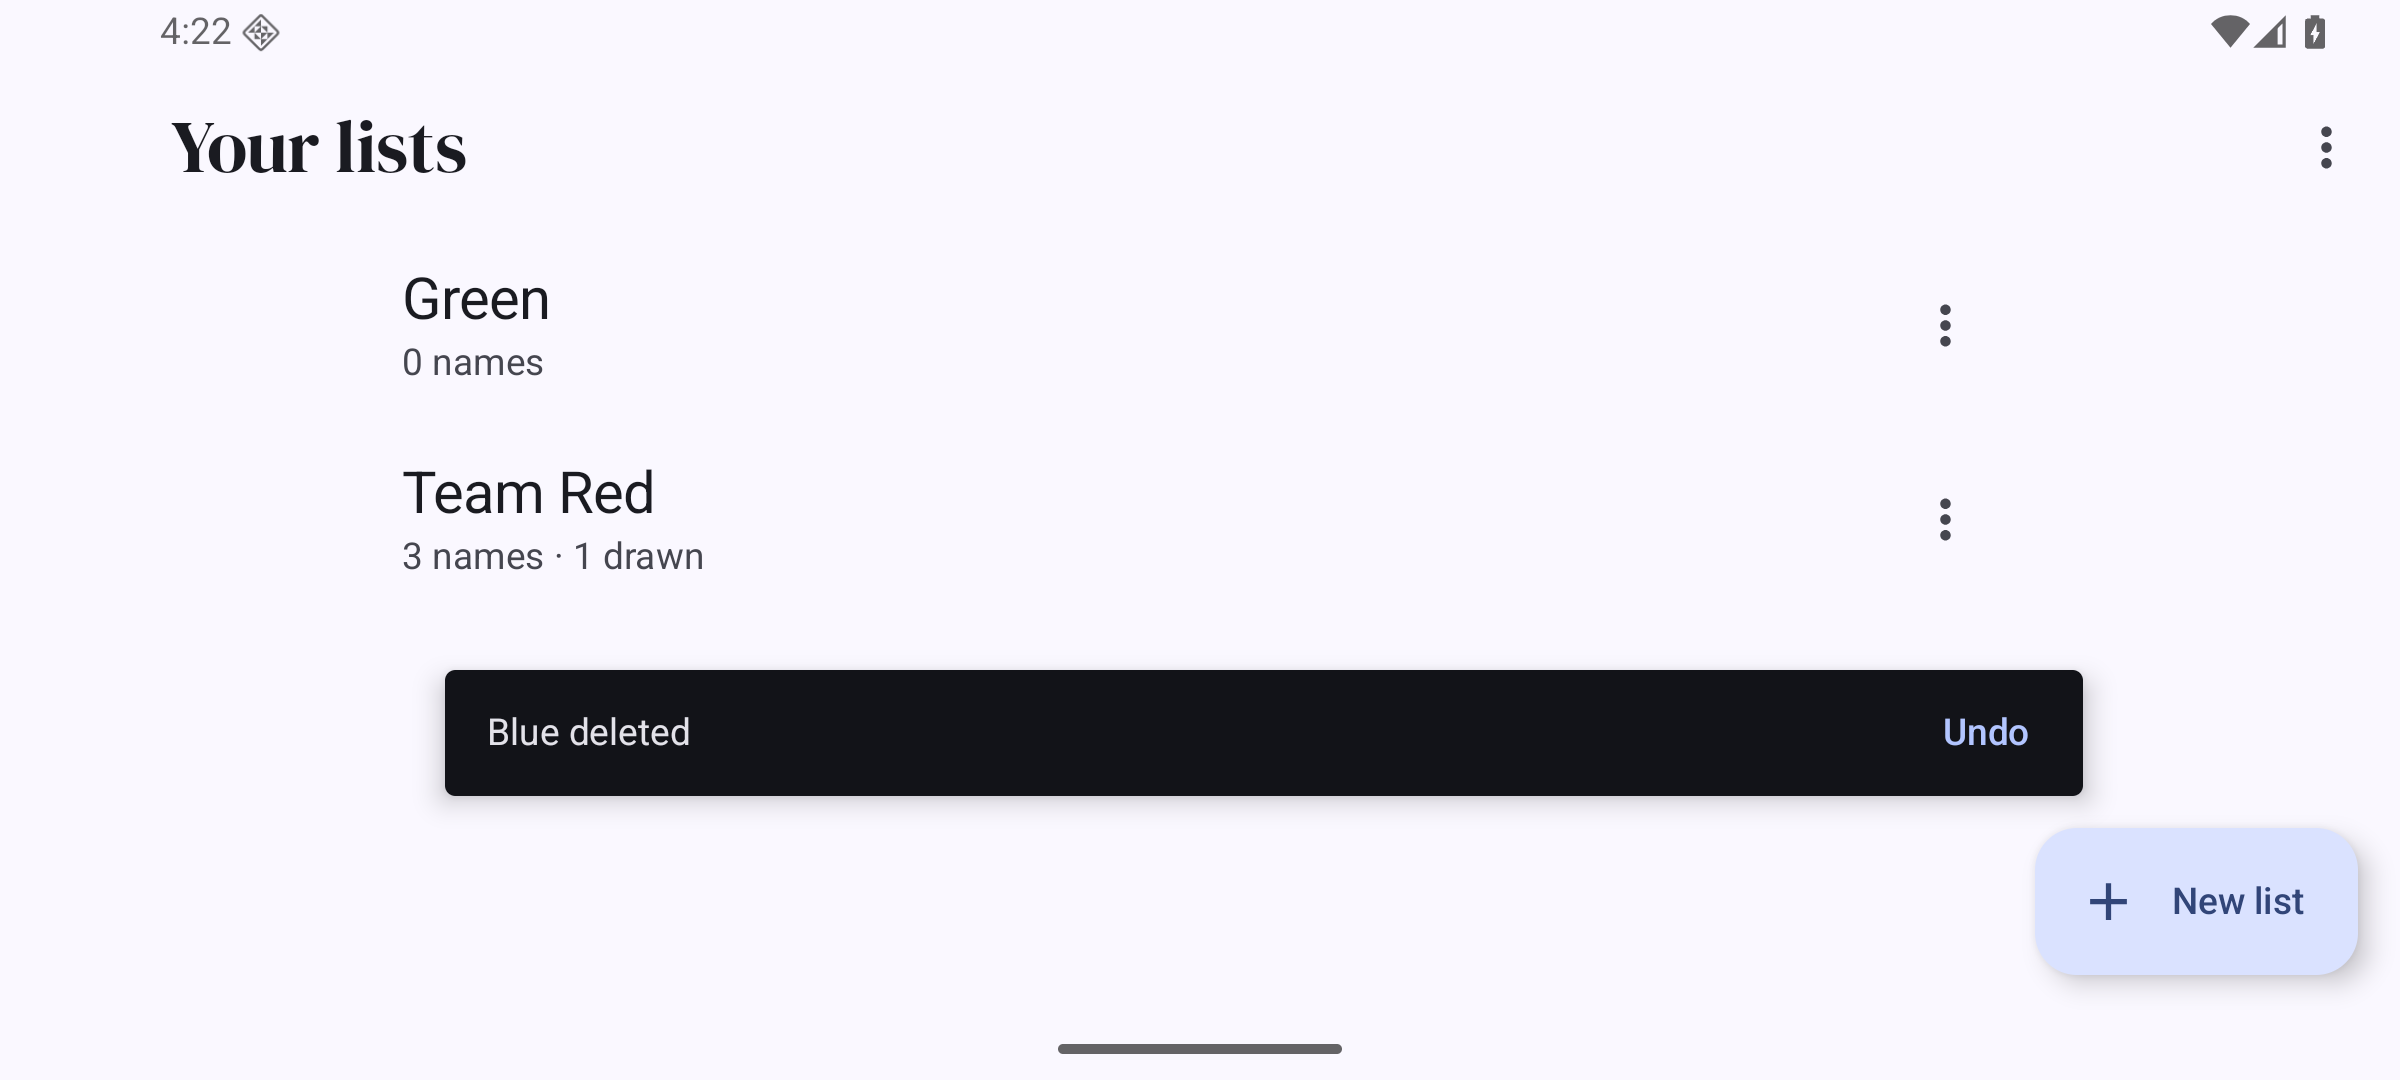 4:22
Your lists
Green
0 names
Team Red
3 names · 1 drawn
Blue deleted
Undo
New list